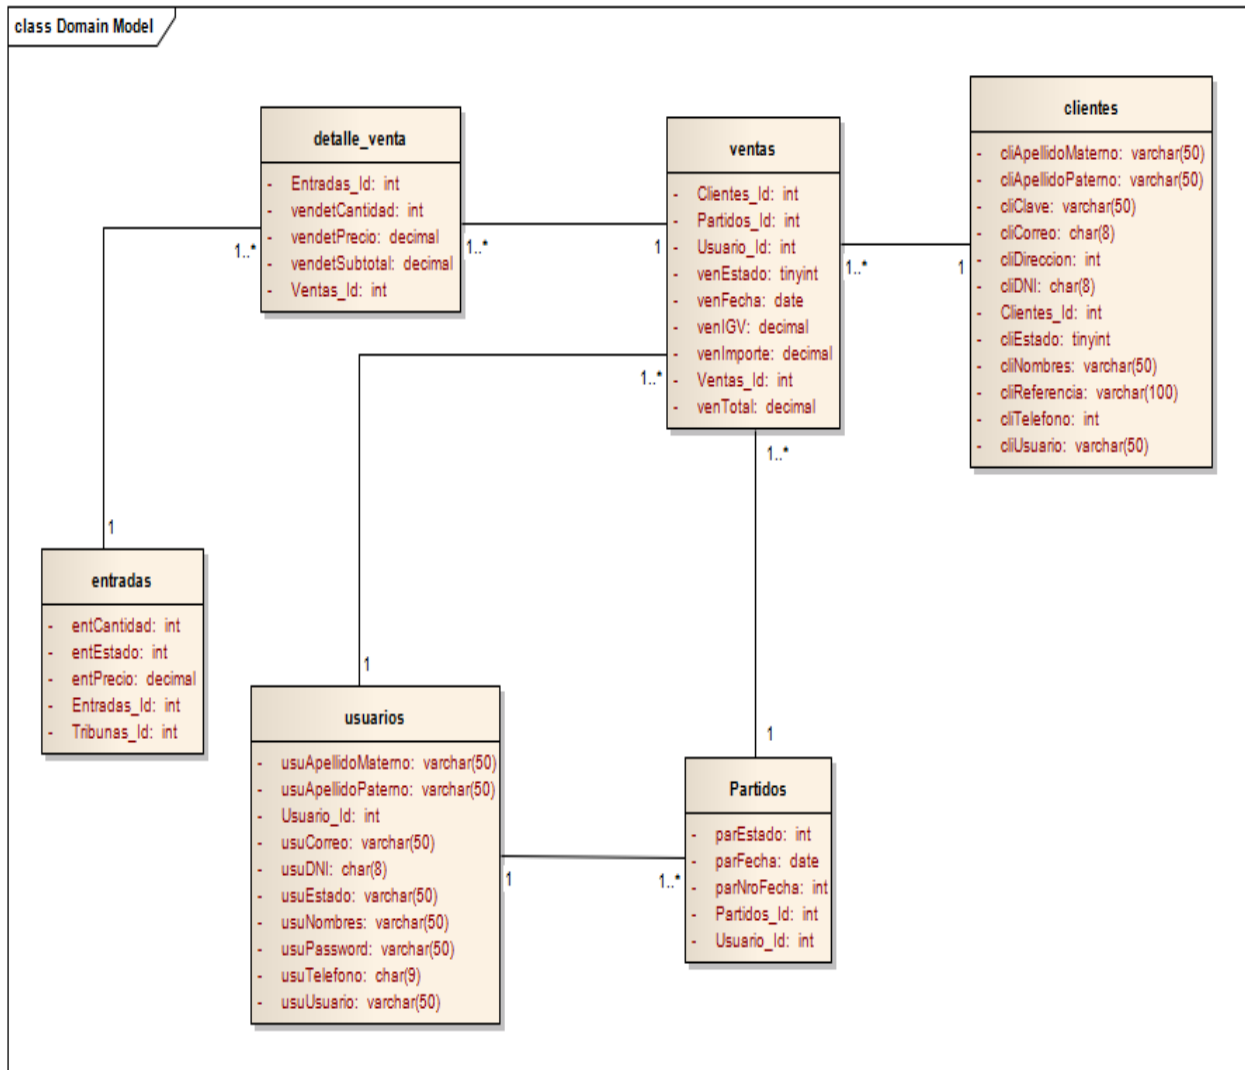 class Domain Model
detalle_venta
- Entradas_Id: int
- vendetCantidad: int
- vendetPrecio: decimal
- vendetSubtotal: decimal
- Ventas_Id: int
ventas
- Clientes_Id: int
- Partidos_Id: int
- Usuario_Id: int
- venEstado: tinyint
- venFecha: date
- venIGV: decimal
- venImporte: decimal
- Ventas_Id: int
- venTotal: decimal
clientes
- cliApellidoMaterno: varchar(50)
- cliApellidoPaterno: varchar(50)
- cliClave: varchar(50)
- cliCorreo: char(8)
- cliDireccion: int
- cliDNI: char(8)
- Clientes_Id: int
- cliEstado: tinyint
- cliNombres: varchar(50)
- cliReferencia: varchar(100)
- cliTelefono: int
- cliUsuario: varchar(50)
1..*
1..*
1
1..*
1
1..*
1..*
1
1
1
1
1..*
entradas
- entCantidad: int
- entEstado: int
- entPrecio: decimal
- Entradas_Id: int
- Tribunas_Id: int
usuarios
- usuApellidoMaterno: varchar(50)
- usuApellidoPaterno: varchar(50)
- Usuario_Id: int
- usuCorreo: varchar(50)
- usuDNI: char(8)
- usuEstado: varchar(50)
- usuNombres: varchar(50)
- usuPassword: varchar(50)
- usuTelefono: char(9)
- usuUsuario: varchar(50)
Partidos
- parEstado: int
- parFecha: date
- parNroFecha: int
- Partidos_Id: int
- Usuario_Id: int